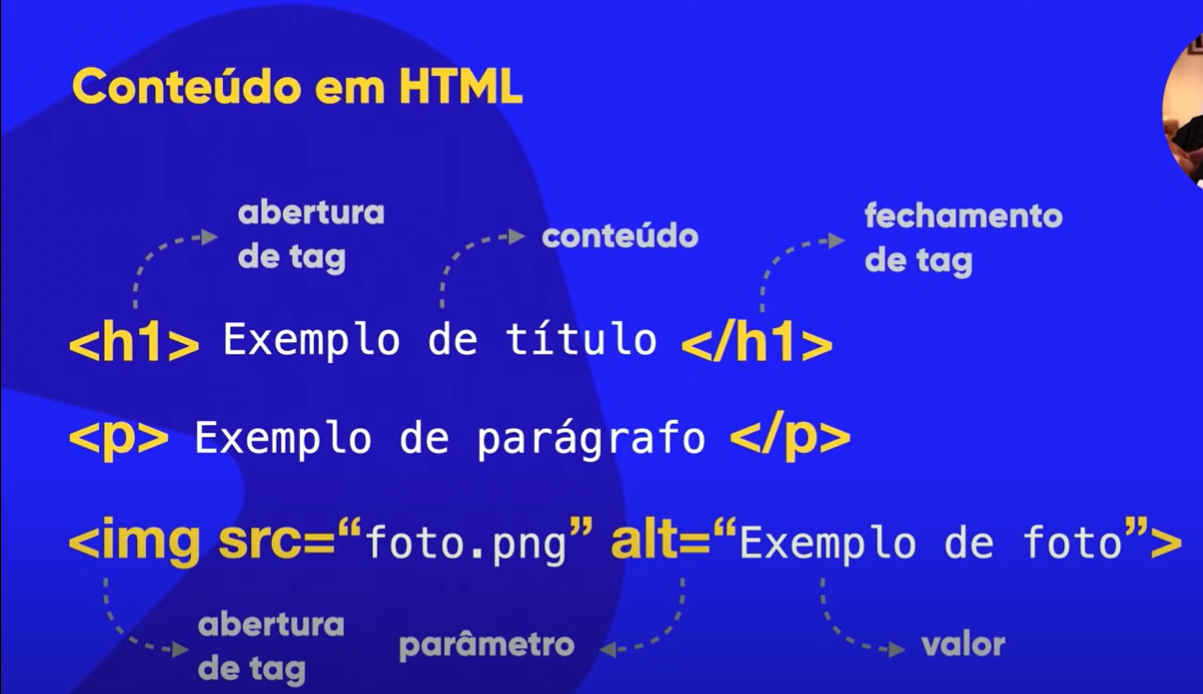 Conteúdo em HTML
abertura
de tag
conteúdo
fechamento
de tag
<h1> Exemplo de título </h1>
<p> Exemplo de parágrafo </p>
<img src=“foto.png” alt=“Exemplo de foto”>
abertura
de tag
parâmetro
valor